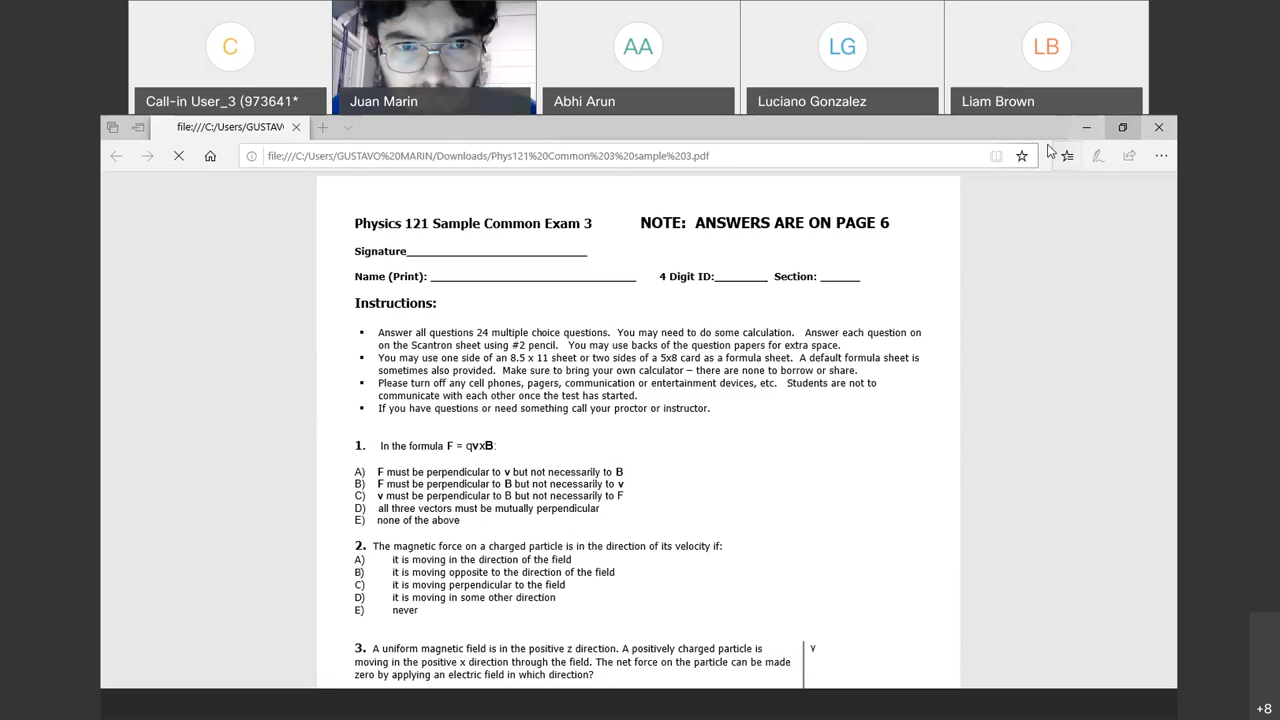 C
AA
LG
LB
Call-in User_3 (973641*
Juan Marin
Abhi Arun
Luciano Gonzalez
Liam Brown
file:///C:/Users/GUSTAV
file:///C:/Users/GUSTAVO%20MARIN/Downloads/Phys121%20Common%203%20sample%203.pdf
Physics 121 Sample Common Exam 3 NOTE: ANSWERS ARE ON PAGE 6
Signature____________________________
Name (Print): ________________________________ 4 Digit ID:________ Section: ______
Instructions:
▪ Answer all questions 24 multiple choice questions. You may need to do some calculation. Answer each question on
on the Scantron sheet using #2 pencil. You may use backs of the question papers for extra space.
▪ You may use one side of an 8.5 x 11 sheet or two sides of a 5x8 card as a formula sheet. A default formula sheet is
sometimes also provided. Make sure to bring your own calculator – there are none to borrow or share.
▪ Please turn off any cell phones, pagers, communication or entertainment devices, etc. Students are not to
communicate with each other once the test has started.
▪ If you have questions or need something call your proctor or instructor.
1. In the formula F = qvxB:
A) F must be perpendicular to v but not necessarily to B
B) F must be perpendicular to B but not necessarily to v
C) v must be perpendicular to B but not necessarily to F
D) all three vectors must be mutually perpendicular
E) none of the above
2. The magnetic force on a charged particle is in the direction of its velocity if:
A) it is moving in the direction of the field
B) it is moving opposite to the direction of the field
C) it is moving perpendicular to the field
D) it is moving in some other direction
E) never
3. A uniform magnetic field is in the positive z direction. A positively charged particle is
moving in the positive x direction through the field. The net force on the particle can be made
zero by applying an electric field in which direction?
y
+8